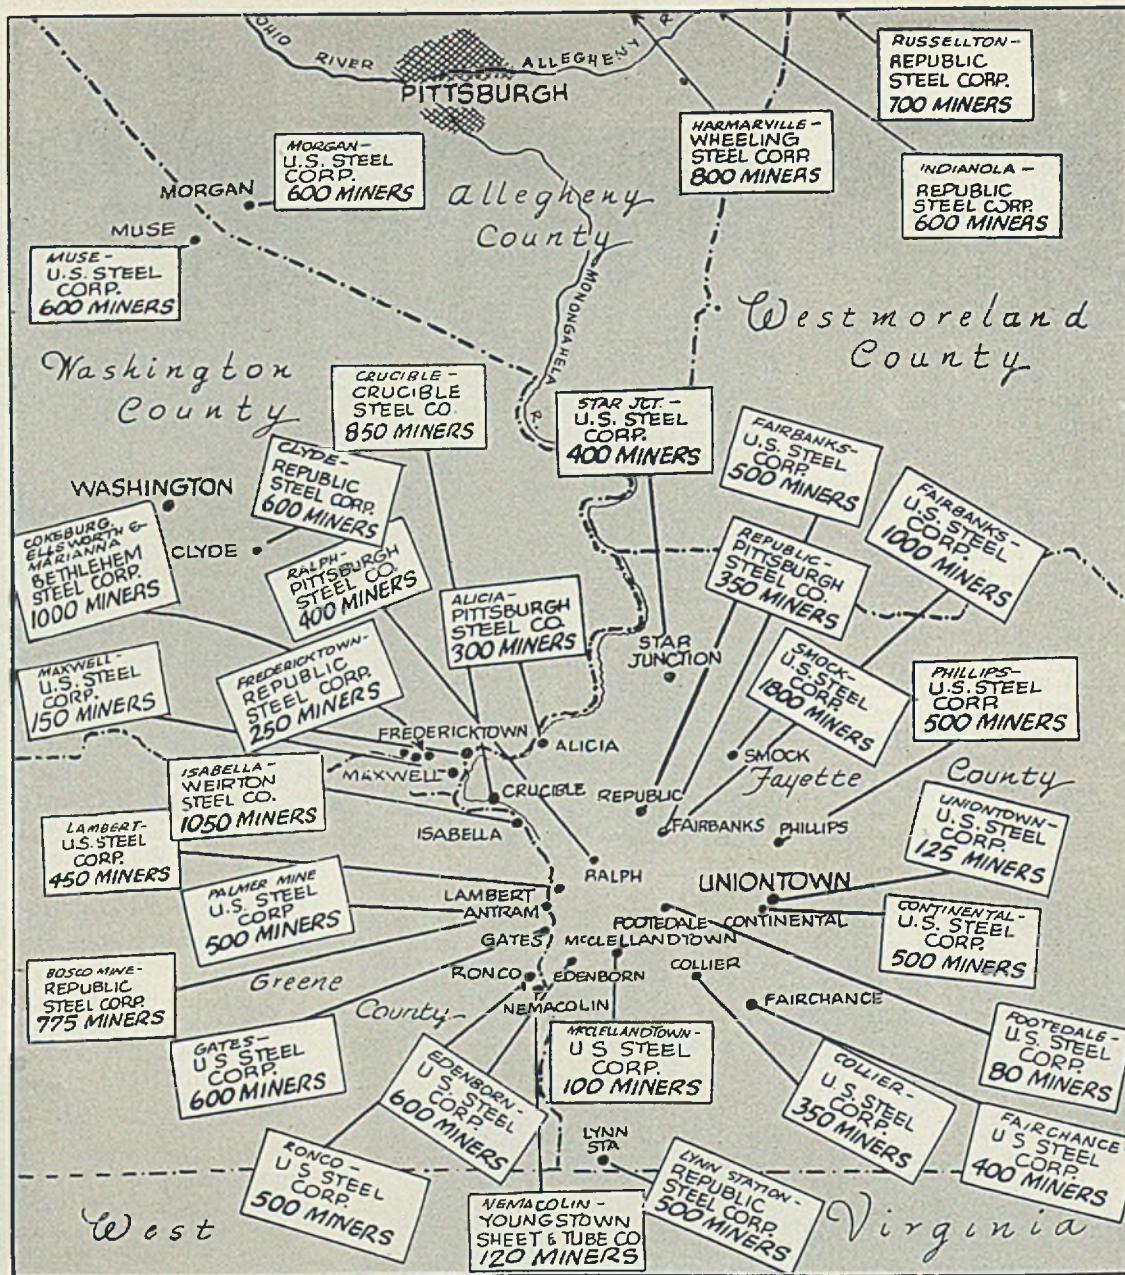 OHIO RIVER
ALLEGHENY R
PITTSBURGH
RUSSELLTON-
REPUBLIC
STEEL CORP.
700 MINERS
HARMARVILLE-
WHEELING
STEEL CORP
800 MINERS
INDIANOLA-
REPUBLIC
STEEL CORP.
600 MINERS
MORGAN-
U.S. STEEL
CORP.
600 MINERS
MORGAN
MUSE
MUSE-
U.S. STEEL
CORP.
600 MINERS
Allegheny
County
MONONGAHELA
R.
Westmoreland
County
Washington
County
CRUCIBLE-
CRUCIBLE
STEEL CO.
850 MINERS
STAR JCT.-
U.S. STEEL
CORP.
400 MINERS
FAIRBANKS-
U.S. STEEL
CORP.
500 MINERS
FAIRBANKS-
U.S. STEEL
CORP.
1000 MINERS
CLYDE-
REPUBLIC
STEEL CORP.
600 MINERS
WASHINGTON
CLYDE
COKEBURG,
ELLSWORTH &
MARIANNA
BETHLEHEM
STEEL CORP.
1000 MINERS
RALPH-
PITTSBURGH
STEEL CO.
400 MINERS
ALICIA-
PITTSBURGH
STEEL CO.
300 MINERS
REPUBLIC-
PITTSBURGH
STEEL CO.
350 MINERS
STAR
JUNCTION
SMOCK-
U.S. STEEL
CORP.
1800 MINERS
PHILLIPS-
U.S. STEEL
CORP
500 MINERS
MAXWELL-
U.S. STEEL
CORP.
150 MINERS
FREDERICKTOWN-
REPUBLIC
STEEL CORP.
250 MINERS
FREDERICKTOWN
ALICIA
MAXWELL
CRUCIBLE
SMOCK
Fayette
County
REPUBLIC
FAIRBANKS
PHILLIPS
ISABELLA-
WEIRTON
STEEL CO.
1050 MINERS
ISABELLA
UNIONTOWN-
U.S. STEEL
CORP.
125 MINERS
LAMBERT-
U.S. STEEL
CORP.
450 MINERS
RALPH
UNIONTOWN
PALMER MINE
U.S. STEEL
CORP
500 MINERS
LAMBERT
ANTRAM
FOOTEDALE
CONTINENTAL
CONTINENTAL-
U.S. STEEL
CORP.
500 MINERS
GATES
McCLELLANDTOWN
BOSCO MINE-
REPUBLIC
STEEL CORP.
775 MINERS
Greene
County
RONCO
EDENBORN
COLLIER
NEMACOLIN
FAIRCHANCE
GATES-
U S STEEL
CORP.
600 MINERS
EDENBORN-
U S STEEL
CORP.
600 MINERS
McCLELLANDTOWN-
U S STEEL
CORP.
100 MINERS
FOOTEDALE-
U.S. STEEL
CORP.
80 MINERS
COLLIER-
U. S. STEEL
CORP.
350 MINERS
FAIRCHANCE-
U S STEEL
CORP.
400 MINERS
RONCO-
U S STEEL
CORP.
500 MINERS
LYNN
STA
LYNN STATION-
REPUBLIC
STEEL CORP.
500 MINERS
NEMACOLIN-
YOUNGSTOWN
SHEET & TUBE CO
120 MINERS
West
Virginia